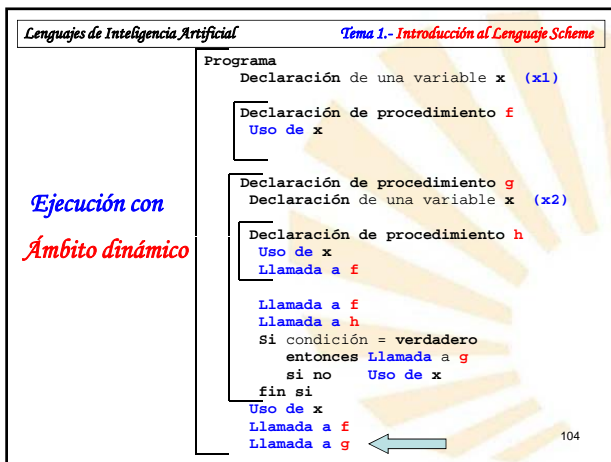 Lenguajes de Inteligencia Artificial Tema 1.- Introducción al Lenguaje Scheme
Programa
Declaración de una variable x (x1)
Declaración de procedimiento f
Uso de x
Declaración de procedimiento g
Declaración de una variable x (x2)
Declaración de procedimiento h
Uso de x
Llamada a f
Llamada a f
Llamada a h
Si condición = verdadero
entonces Llamada a g
si no Uso de x
fin si
Uso de x
Llamada a f
Llamada a g
Ejecución con
Ámbito dinámico
104